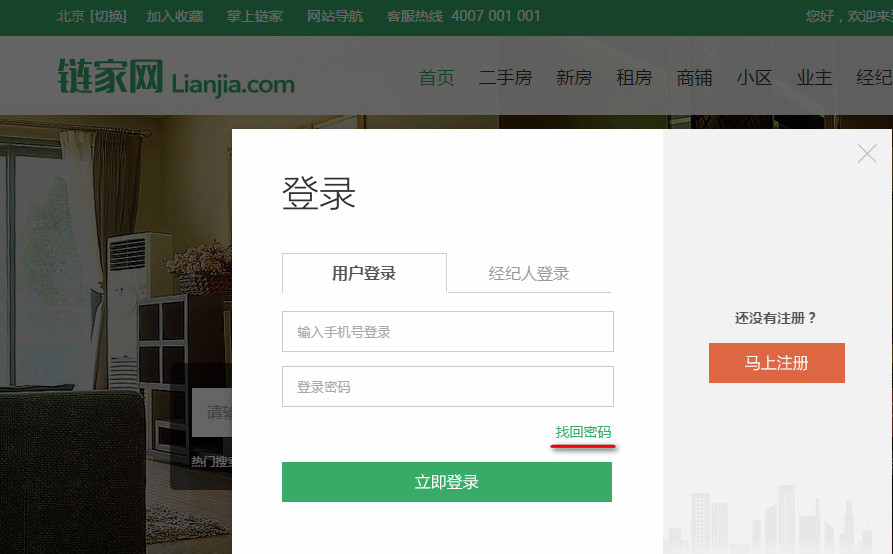 北京 [切换] 加入收藏 掌上链家 网站导航 客服热线 4007 001 001 您好，欢迎来
链家网 Lianjia.com 首页 二手房 新房 租房 商铺 小区 业主 经纪
登录
用户登录 经纪人登录
输入手机号登录
登录密码
找回密码
立即登录
还没有注册？
马上注册
请输
热门搜索